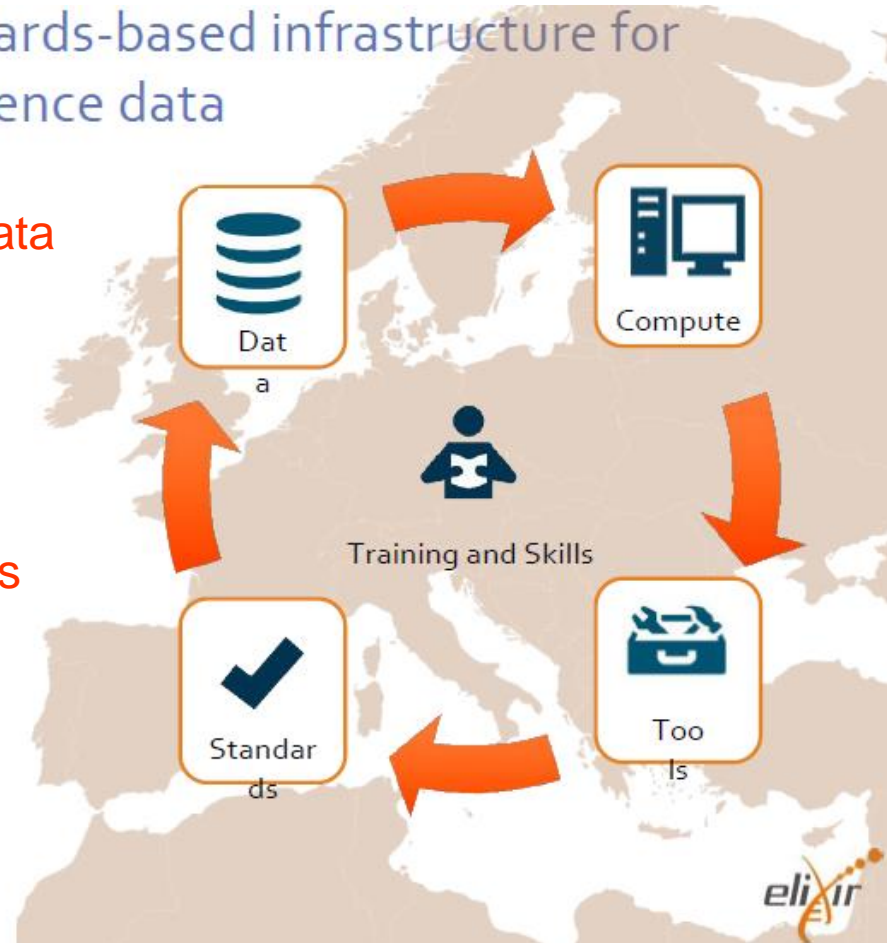 ards-based infrastructure for
ence data
ata
Dat
a
Compute
Training and Skills
s
Standar
ds
Too
ls
elixir